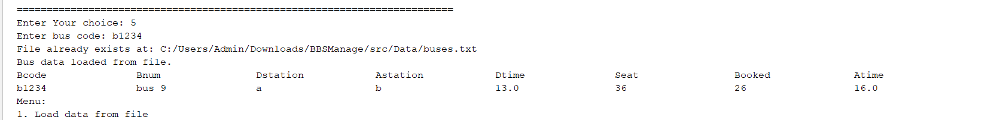 =========================================================================
Enter Your choice: 5
Enter bus code: b1234
File already exists at: C:/Users/Admin/Downloads/BBSManage/src/Data/buses.txt
Bus data loaded from file.
Bcode Bnum Dstation Astation Dtime Seat Booked Atime
b1234 bus 9 a b 13.0 36 26 16.0
Menu:
1. Load data from file